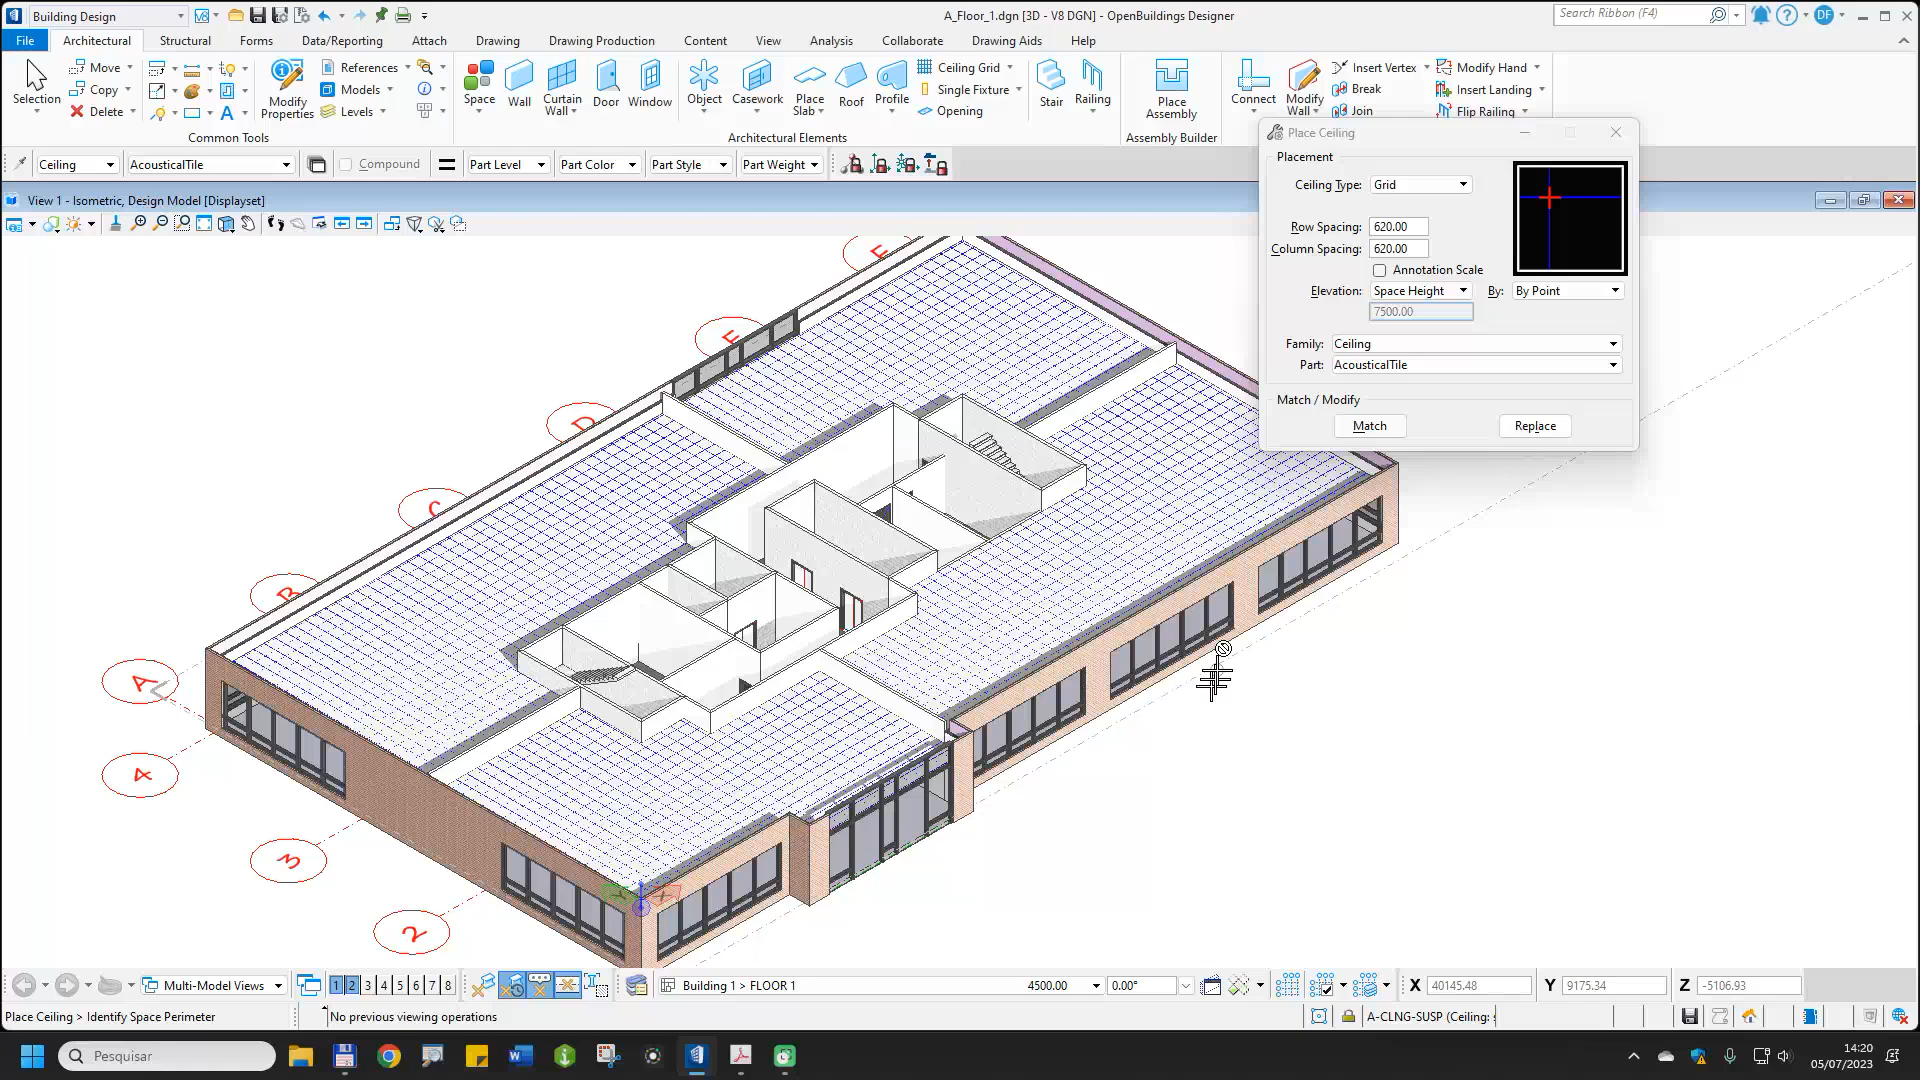 Building Design
A_Floor_1.dgn [3D - V8 DGN] - OpenBuildings Designer
Search Ribbon (F4)
DF
File Architectural Structural Forms Data/Reporting Attach Drawing Drawing Production Content View Analysis Collaborate Drawing Aids Help
Selection
Move
Copy
Delete
Modify Properties
References
Models
Levels
Common Tools
Space
Wall
Curtain Wall
Door
Window
Object
Casework
Place Slab
Roof
Profile
Ceiling Grid
Single Fixture
Opening
Stair
Railing
Architectural Elements
Place Assembly
Assembly Builder
Connect
Modify Wall
Insert Vertex
Break
Join
Modify Hand
Insert Landing
Flip Railing
Ceiling AcousticalTile Compound Part Level Part Color Part Style Part Weight
View 1 - Isometric, Design Model [Displayset]
Place Ceiling
Placement
Ceiling Type: Grid
Row Spacing: 620.00
Column Spacing: 620.00
Annotation Scale
Elevation: Space Height By: By Point
7500.00
Family: Ceiling
Part: AcousticalTile
Match / Modify
Match Replace
E
E
D
C
B
A
4
3
2
Multi-Model Views 1 2 3 4 5 6 7 8 Building 1 > FLOOR 1 4500.00 0.00° X 40145.48 Y 9175.34 Z -5106.93
Place Ceiling > Identify Space Perimeter No previous viewing operations A-CLNG-SUSP (Ceiling:
Pesquisar
14:20
05/07/2023